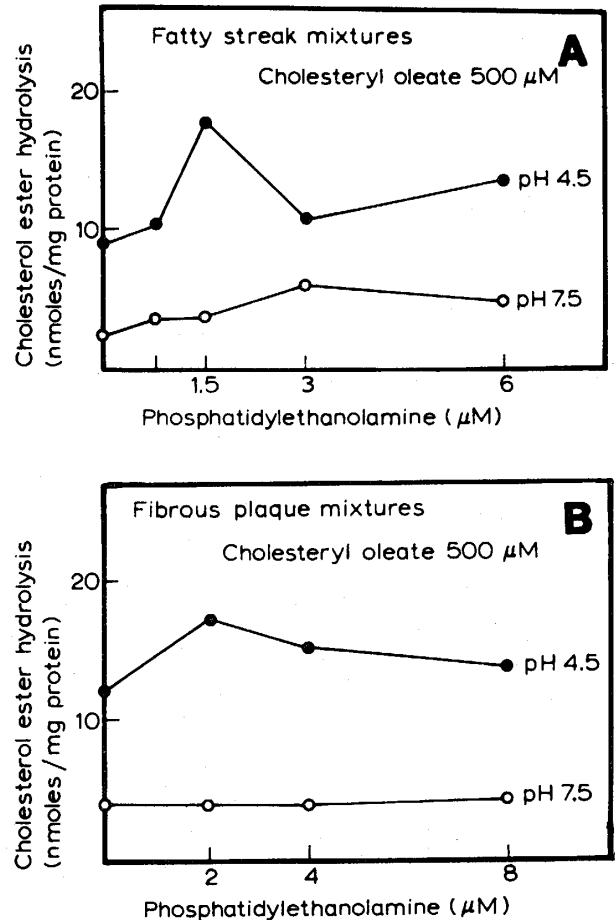 Fatty streak mixtures
A
Cholesteryl oleate 500 μM
20
10
pH 4.5
pH 7.5
Cholesterol ester hydrolysis
(nmoles/mg protein)
1.5
3
6
Phosphatidylethanolamine (μM)
Fibrous plaque mixtures
B
Cholesteryl oleate 500 μM
20
10
pH 4.5
pH 7.5
Cholesterol ester hydrolysis
(nmoles/mg protein)
2
4
8
Phosphatidylethanolamine (μM)